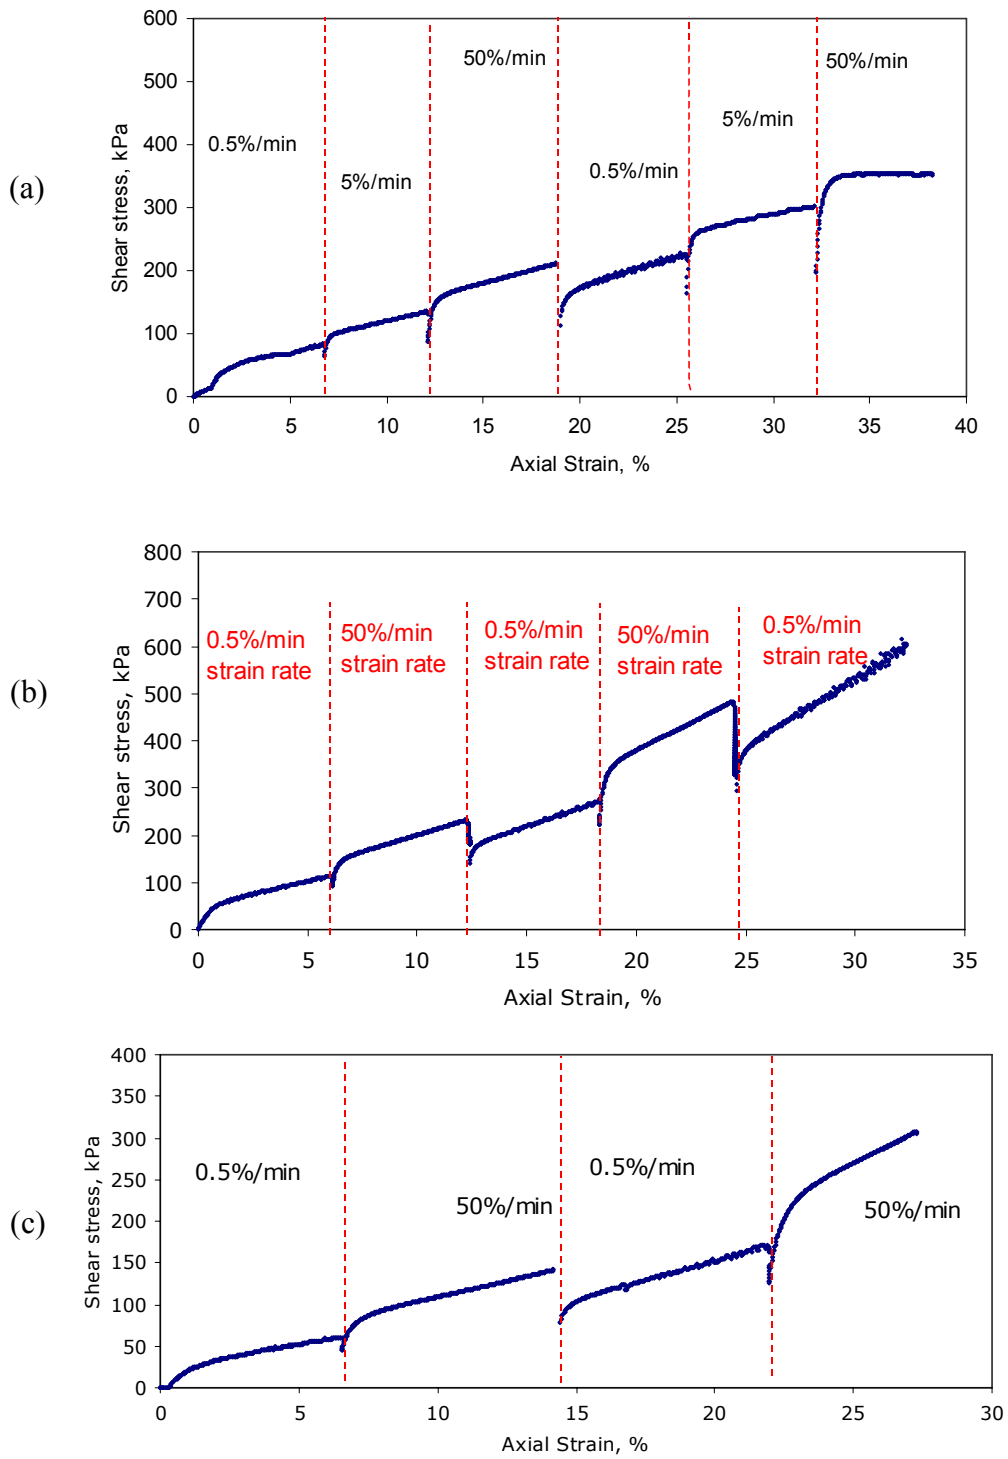 (a)
Shear stress, kPa
600
500
400
300
200
100
0
0.5%/min
5%/min
50%/min
0.5%/min
5%/min
50%/min
0 5 10 15 20 25 30 35 40
Axial Strain, %
(b)
Shear stress, kPa
800
700
600
500
400
300
200
100
0
0.5%/min
strain rate
50%/min
strain rate
0.5%/min
strain rate
50%/min
strain rate
0.5%/min
strain rate
0 5 10 15 20 25 30 35
Axial Strain, %
(c)
Shear stress, kPa
400
350
300
250
200
150
100
50
0
0.5%/min
50%/min
0.5%/min
50%/min
0 5 10 15 20 25 30
Axial Strain, %